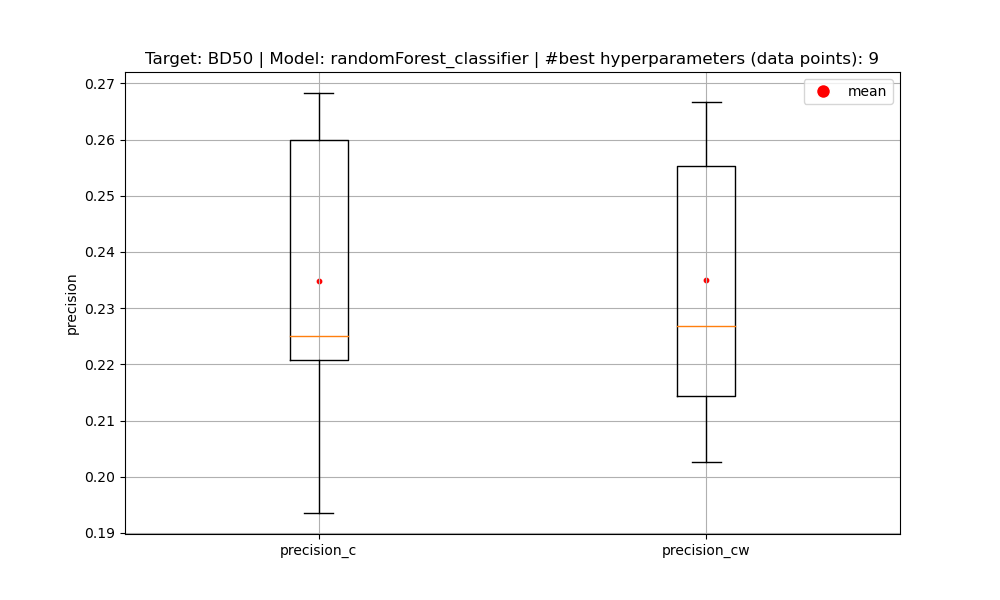 Target: BD50 | Model: randomForest_classifier | #best hyperparameters (data points): 9
mean
precision
0.27
0.26
0.25
0.24
0.23
0.22
0.21
0.20
0.19
precision_c
precision_cw